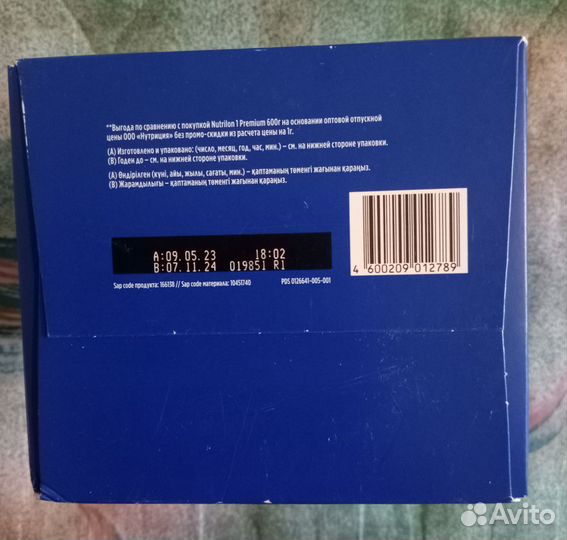 **Выгода по сравнению с покупкой Nutrilon 1 Premium 600г на основании оптовой отпускной
цены ООО «Нутриция» без промо-скидки из расчета цены на 1г.
(A) Изготовлено и упаковано: (число, месяц, год, час, мин.) – см. на нижней стороне упаковки.
(B) Годен до – см. на нижней стороне упаковки.
(A) Өндірілген (күні, айы, жылы, сағаты, мин.) – қаптаманың төменгі жағынан қараңыз.
(B) Жарамдылығы – қаптаманың төменгі жағынан қараңыз.
A:09.05.23 18:02
B:07.11.24 019851 R1
4 600209 012789
Sap code продукта: 166138 // Sap code материала: 10451740 PDS 0126641-005-001
Avito